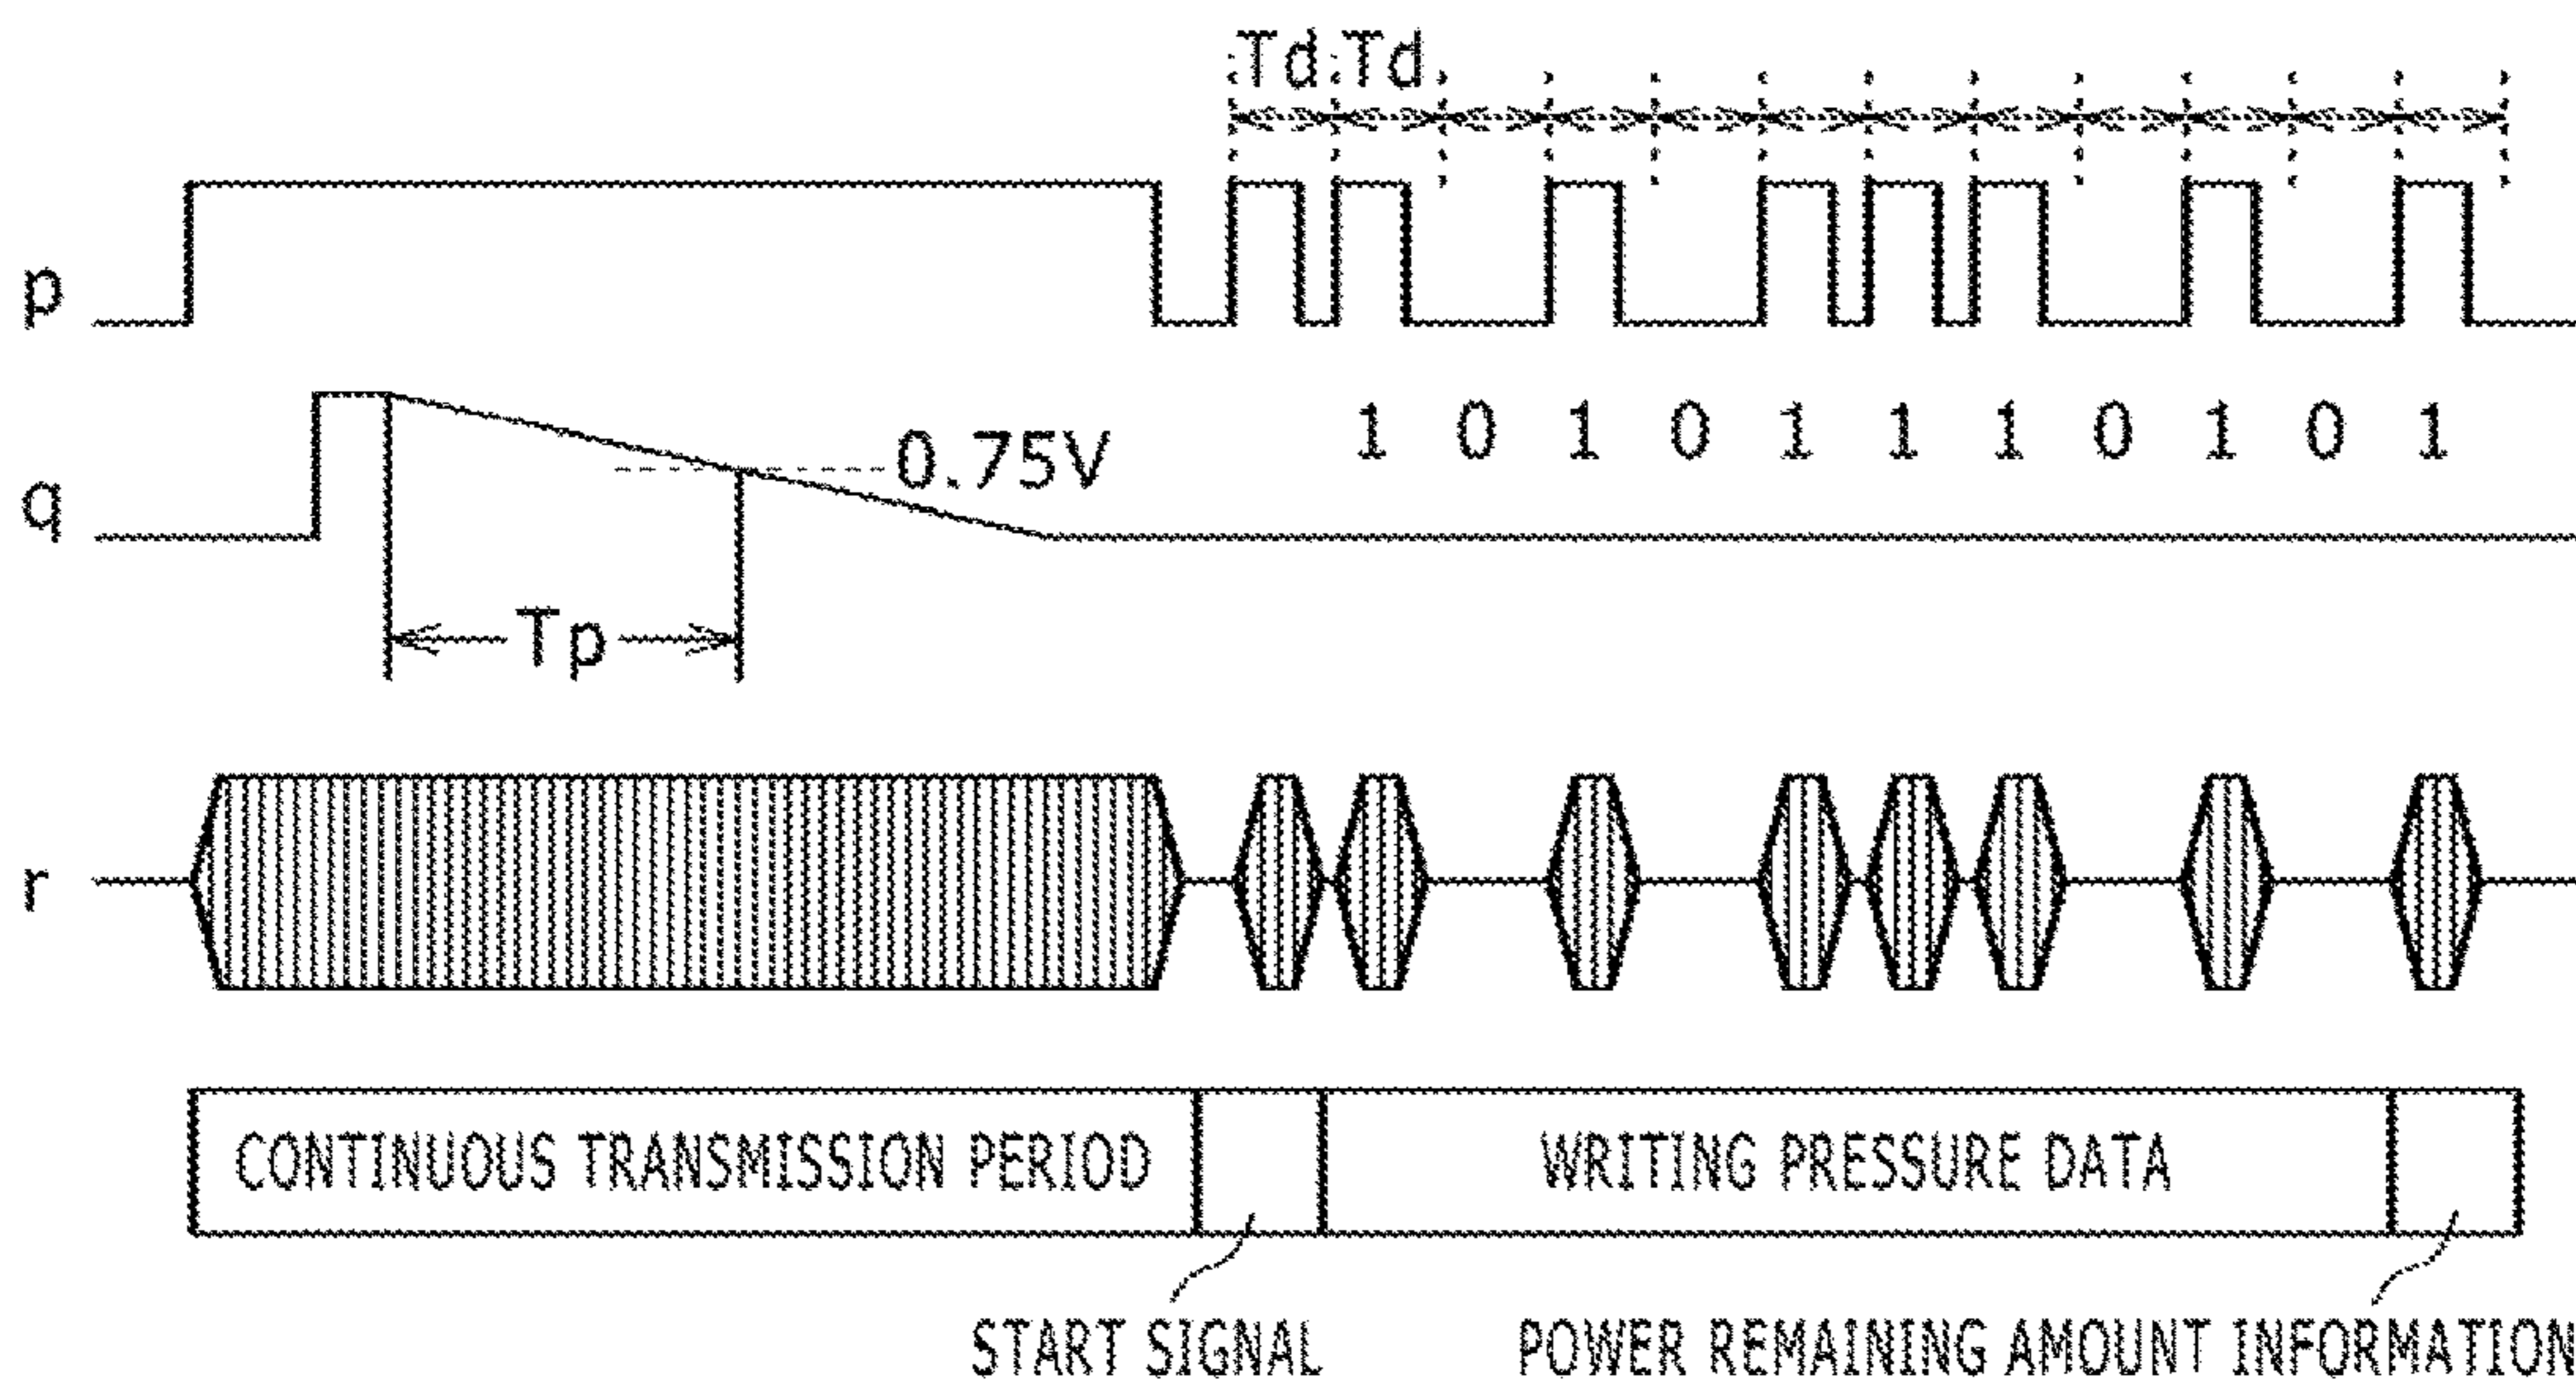 Td Td
p
1 0 1 0 1 1 1 0 1 0 1
0.75V
q
Tp
r
CONTINUOUS TRANSMISSION PERIOD
WRITING PRESSURE DATA
START SIGNAL
POWER REMAINING AMOUNT INFORMATION